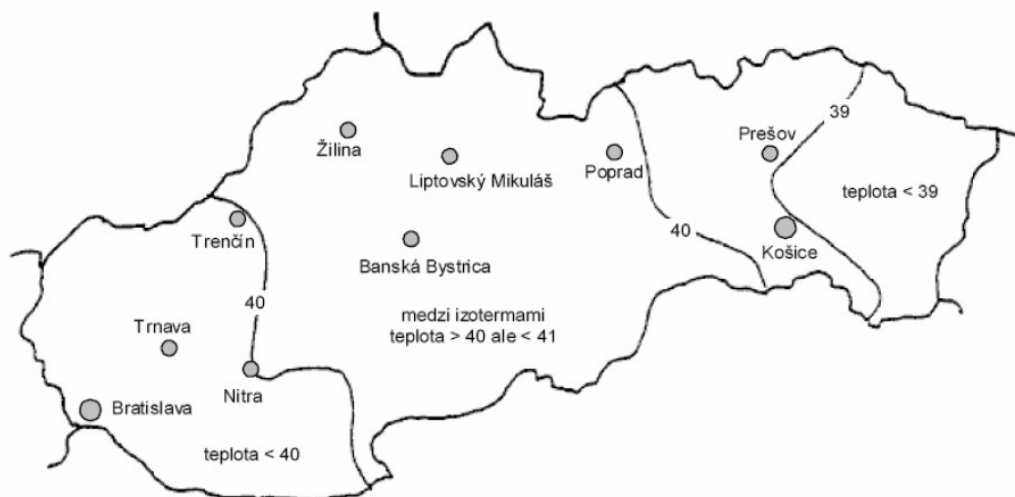 39
Prešov
Žilina
Liptovský Mikuláš
Poprad
teplota < 39
Trenčín
40
Košice
Banská Bystrica
40
medzi izotermami
teplota > 40 ale < 41
Trnava
Nitra
Bratislava
teplota < 40